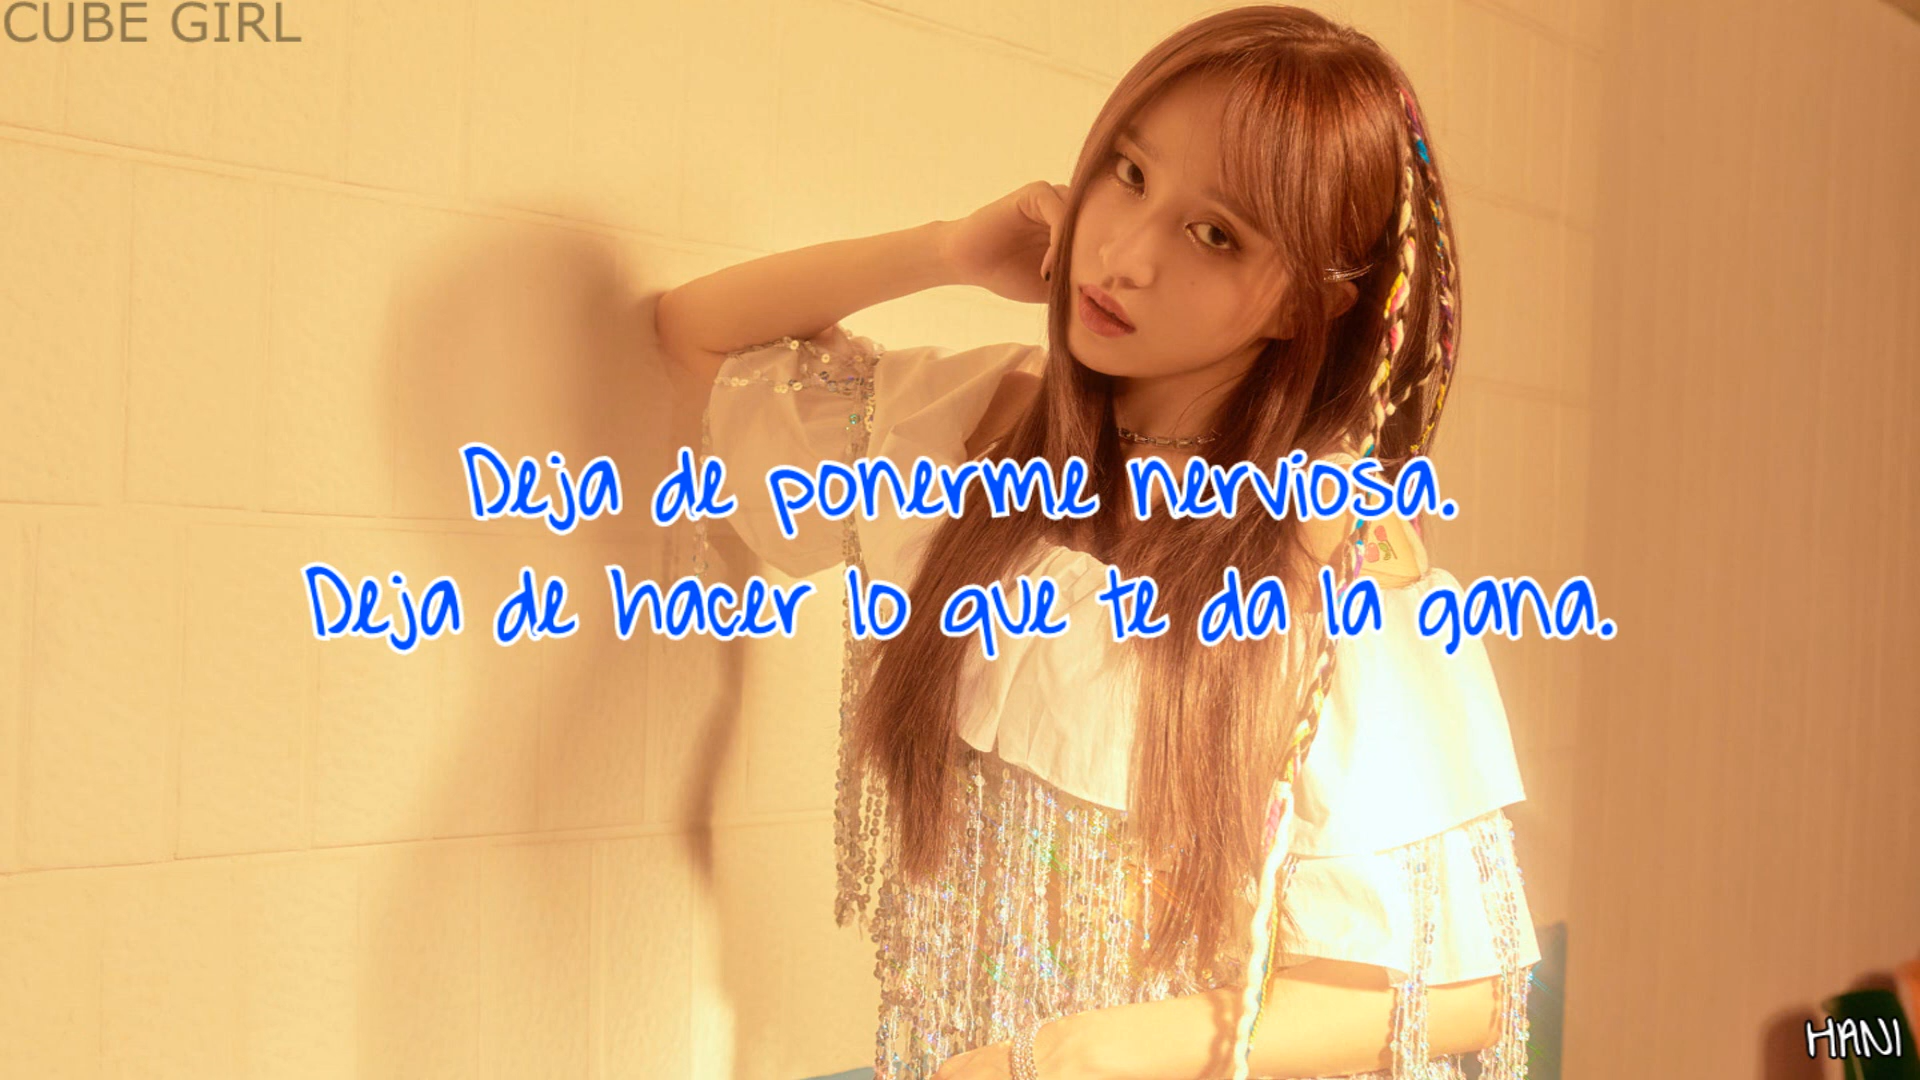 CUBE GIRL
Deja de ponerme nerviosa.
Deja de hacer lo que te da la gana.
HANI